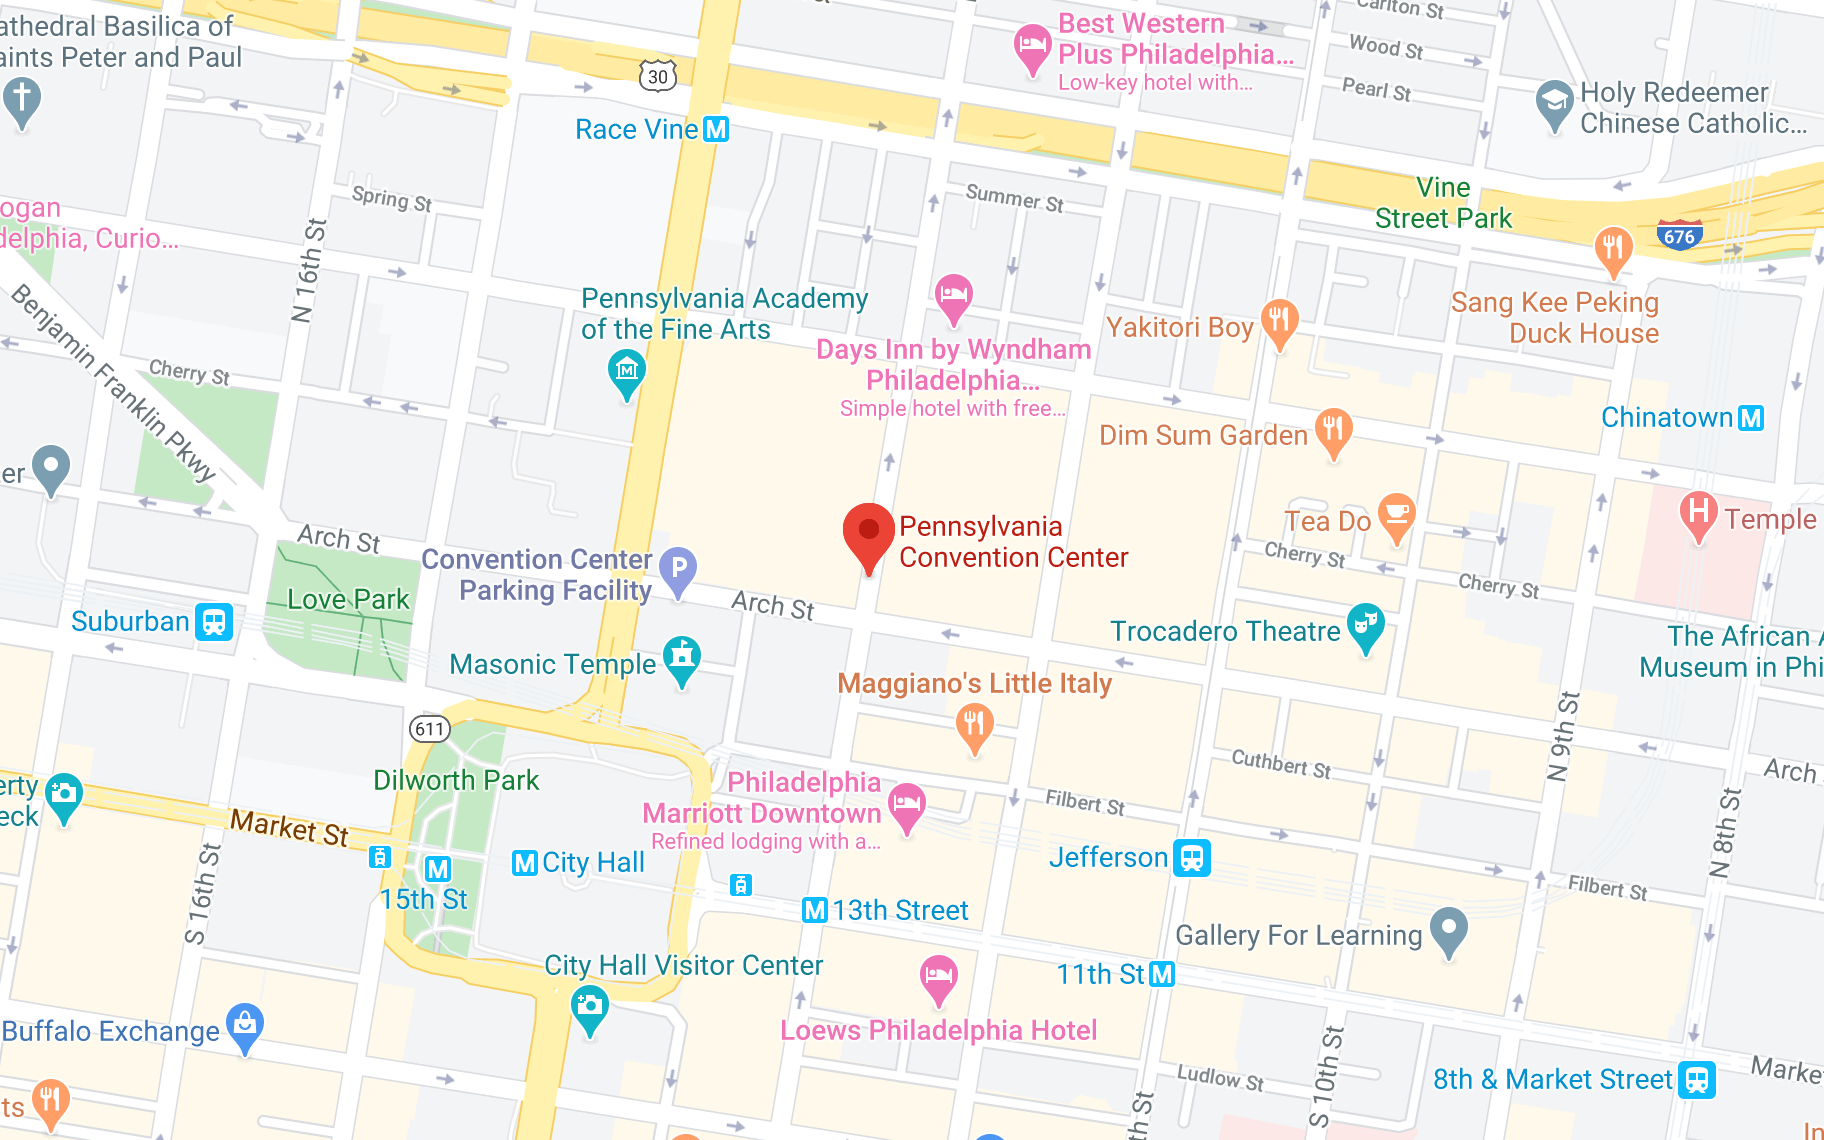 athedral Basilica of
aints Peter and Paul
Best Western
Plus Philadelphia...
Low-key hotel with...
Carlton St
Wood St
Pearl St
Holy Redeemer
Chinese Catholic...
30
Race Vine M
Spring St
Summer St
Vine
Street Park
676
ogan
delphia, Curio...
N 16th St
Benjamin Franklin Pkwy
Pennsylvania Academy
of the Fine Arts
Days Inn by Wyndham
Philadelphia...
Simple hotel with free...
Yakitori Boy
Sang Kee Peking
Duck House
Cherry St
Dim Sum Garden
Chinatown M
er
Arch St
Pennsylvania
Convention Center
Tea Do
H Temple
Convention Center
Parking Facility
P
Cherry St
Cherry St
Love Park
Arch St
Suburban
Masonic Temple
Trocadero Theatre
The African A
Museum in Phi
Maggiano's Little Italy
N 9th St
611
Dilworth Park
Philadelphia
Marriott Downtown
Refined lodging with a...
Cuthbert St
Filbert St
Arch
erty
eck
Market St
N 8th St
M
15th St
M City Hall
Jefferson
Filbert St
S 16th St
M 13th Street
Gallery For Learning
City Hall Visitor Center
11th St M
Buffalo Exchange
Loews Philadelphia Hotel
S 10th St
Ludlow St
8th & Market Street
Marke
ts
th St
In